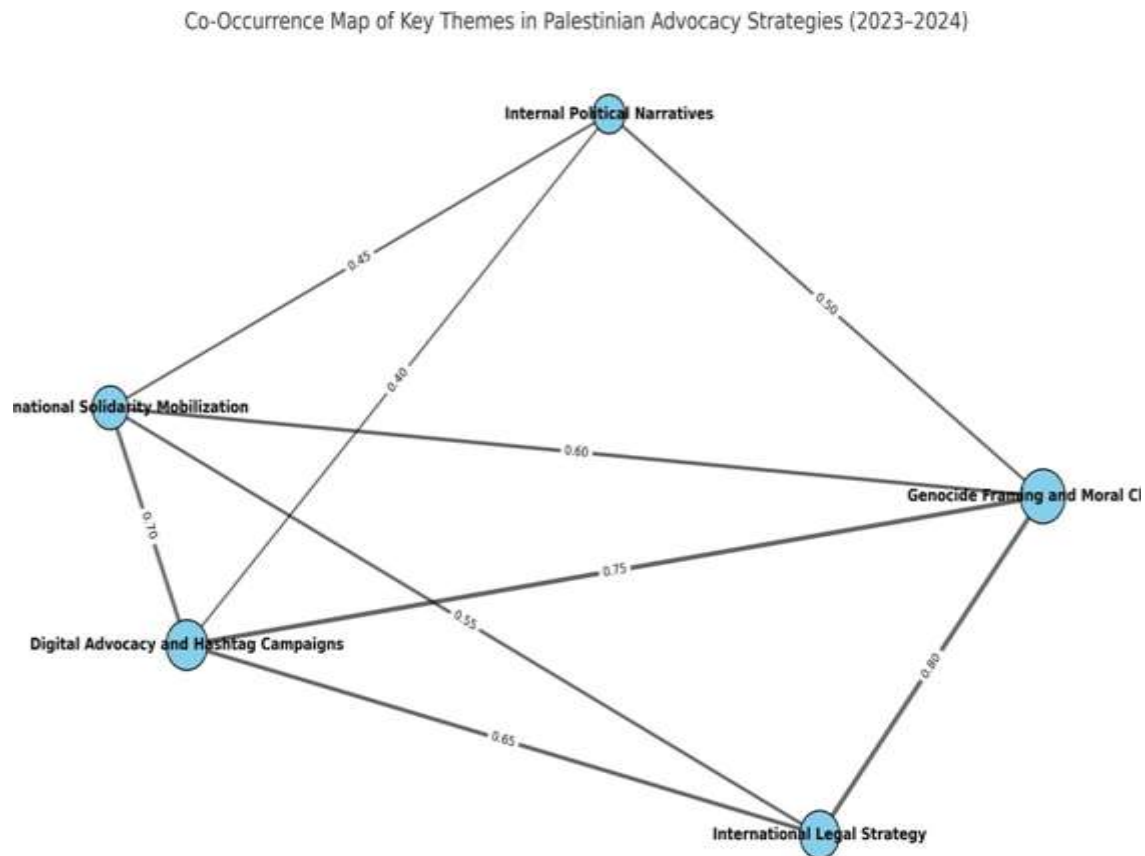 Co-Occurrence Map of Key Themes in Palestinian Advocacy Strategies (2023–2024)
Internal Political Narratives
0.45
0.50
0.40
national Solidarity Mobilization
0.60
Genocide Framing and Moral Cl
0.70
0.75
0.55
Digital Advocacy and Hashtag Campaigns
0.80
0.65
International Legal Strategy